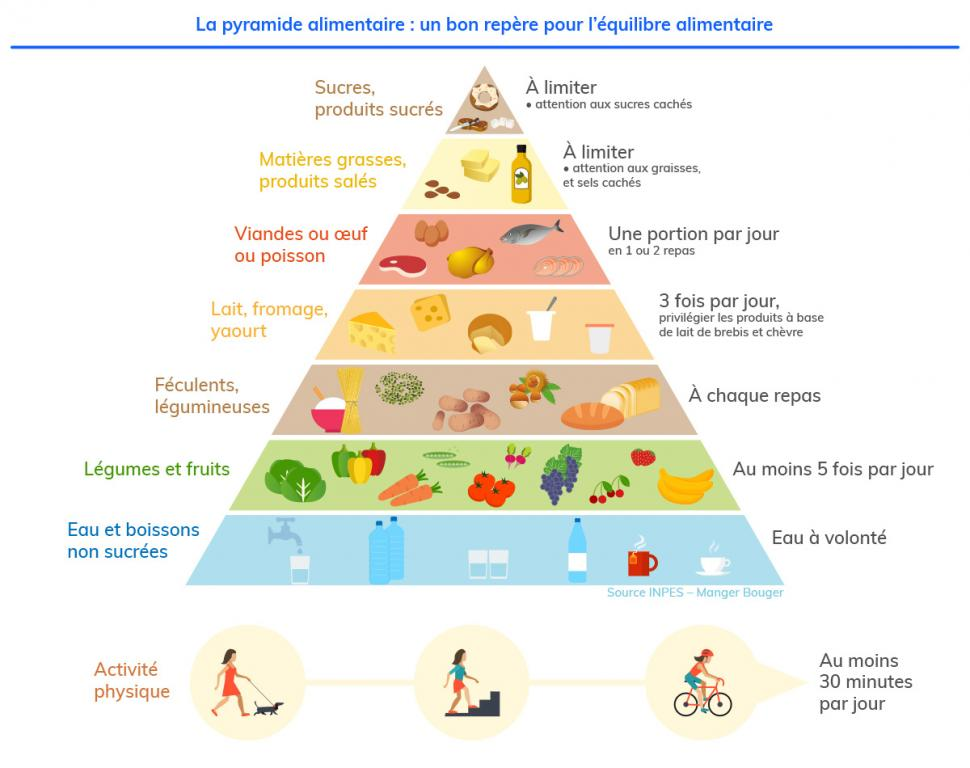 La pyramide alimentaire : un bon repère pour l'équilibre alimentaire
Sucres,
produits sucrés
À limiter
• attention aux sucres cachés
Matières grasses,
produits salés
À limiter
• attention aux graisses,
et sels cachés
Viandes ou œuf
ou poisson
Une portion par jour
en 1 ou 2 repas
Lait, fromage,
yaourt
3 fois par jour,
privilégier les produits à base
de lait de brebis et chèvre
Féculents,
légumineuses
À chaque repas
Légumes et fruits
Au moins 5 fois par jour
Eau et boissons
non sucrées
Eau à volonté
Source INPES – Manger Bouger
Activité
physique
Au moins
30 minutes
par jour